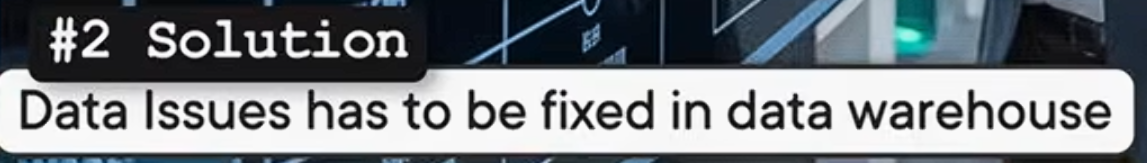 #2 Solution
Data Issues has to be fixed in data warehouse